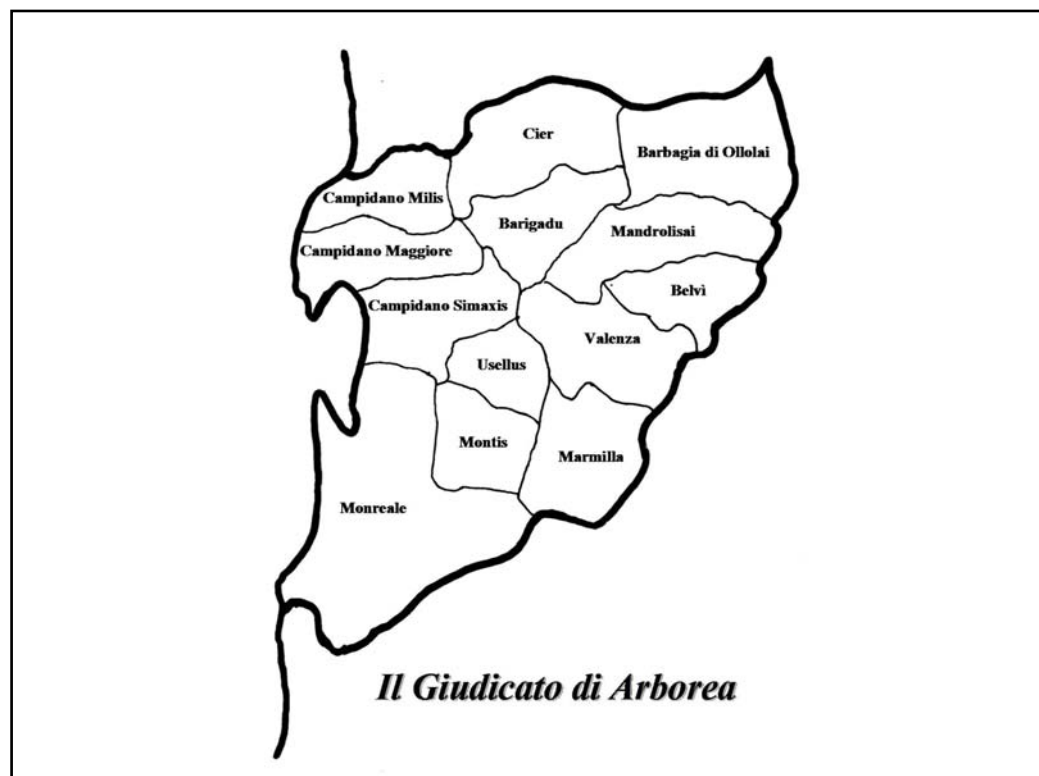 Cier
Barbagia di Ollolai
Campidano Milis
Barigadu
Mandrolisai
Campidano Maggiore
Belvì
Campidano Simaxis
Valenza
Usellus
Montis
Marmilla
Monreale
Il Giudicato di Arborea